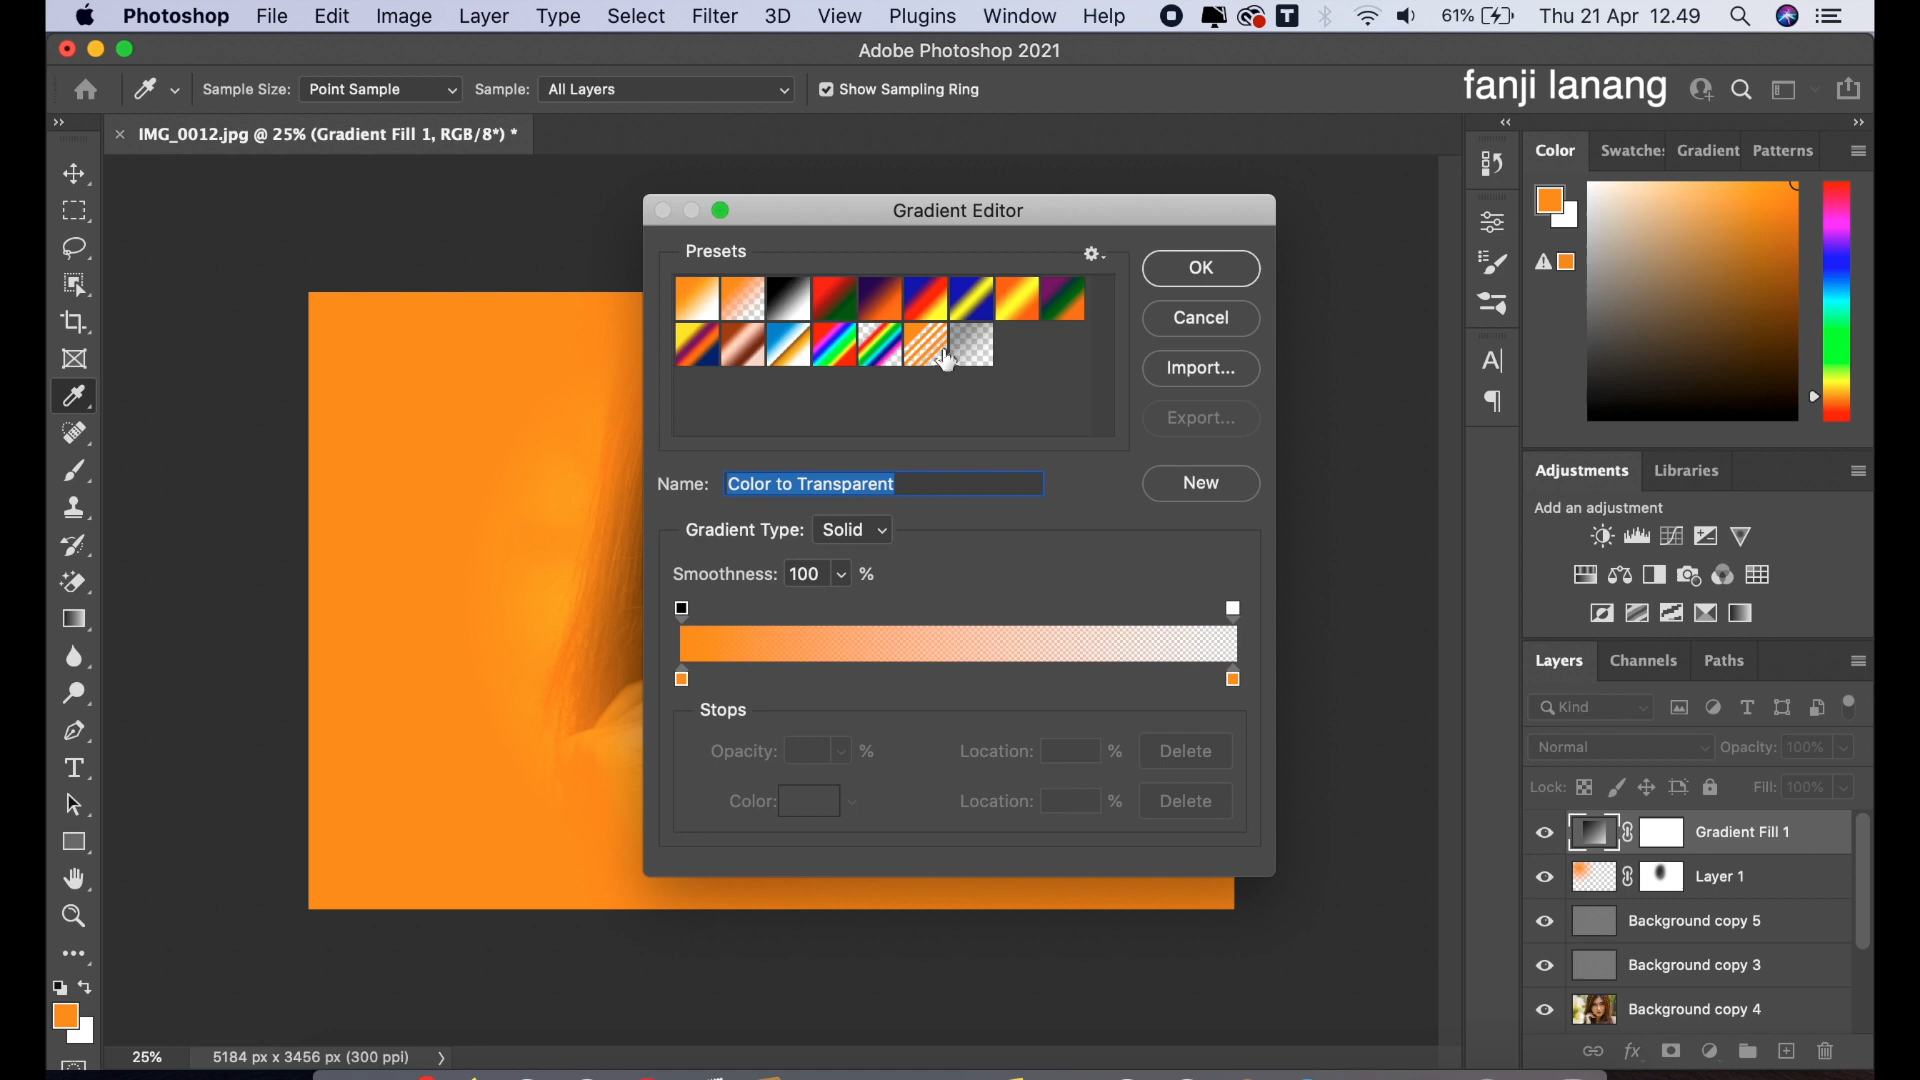 Photoshop File Edit Image Layer Type Select Filter 3D View Plugins Window Help T 61% Thu 21 Apr 12.49
Adobe Photoshop 2021
Sample Size: Point Sample Sample: All Layers Show Sampling Ring
fanji lanang
IMG_0012.jpg @ 25% (Gradient Fill 1, RGB/8*) *
Color Swatche: Gradient Patterns
Gradient Editor
Presets
OK
Cancel
Import...
Export...
Name: Color to Transparent
New
Gradient Type: Solid
Smoothness: 100 %
Stops
Opacity: % Location: % Delete
Color: Location: % Delete
Adjustments Libraries
Add an adjustment
Layers Channels Paths
Kind
Normal Opacity: 100%
Lock: Fill: 100%
Gradient Fill 1
Layer 1
Background copy 5
Background copy 3
Background copy 4
25% 5184 px x 3456 px (300 ppi)